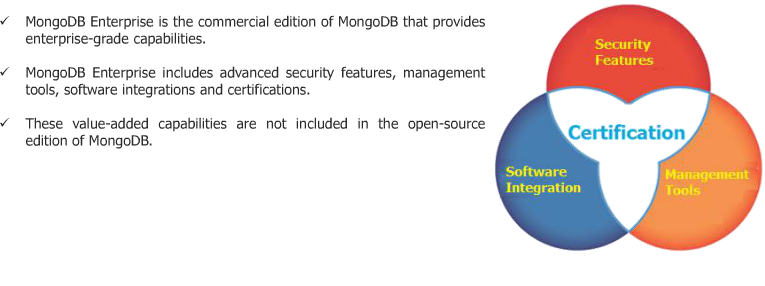 ✓ MongoDB Enterprise is the commercial edition of MongoDB that provides
enterprise-grade capabilities.
✓ MongoDB Enterprise includes advanced security features, management
tools, software integrations and certifications.
✓ These value-added capabilities are not included in the open-source
edition of MongoDB.
Security
Features
Certification
Software
Integration
Management
Tools